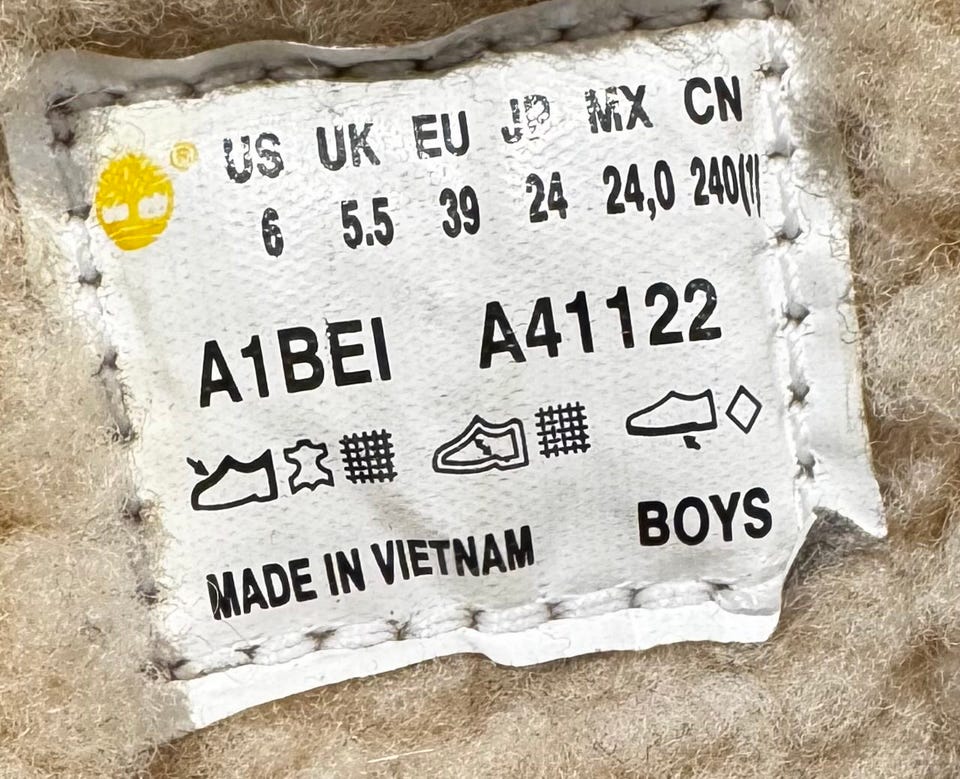 US UK EU JP MX CN
®
6 5.5 39 24 24,0 240(1)
A1BEI A41122
MADE IN VIETNAM BOYS